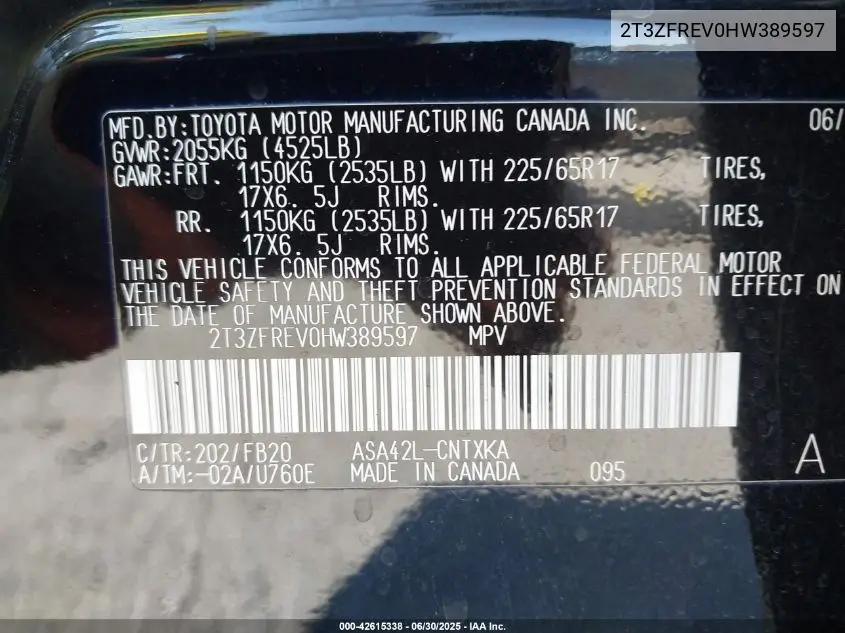 2T3ZFREV0HW389597
MFD.BY:TOYOTA MOTOR MANUFACTURING CANADA INC. 06/
GVWR:2055KG (4525LB)
GAWR:FRT. 1150KG (2535LB) WITH 225/65R17 TIRES,
17X6. 5J RIMS.
RR. 1150KG (2535LB) WITH 225/65R17 TIRES,
17X6. 5J RIMS.
THIS VEHICLE CONFORMS TO ALL APPLICABLE FEDERAL MOTOR
VEHICLE SAFETY AND THEFT PREVENTION STANDARDS IN EFFECT ON
THE DATE OF MANUFACTURE SHOWN ABOVE.
2T3ZFREV0HW389597 MPV
C/TR:202/FB20 ASA42L-CNTXKA
A/TM:-02A/U760E MADE IN CANADA 095 A
000-42615338 - 06/30/2025 - IAA Inc.